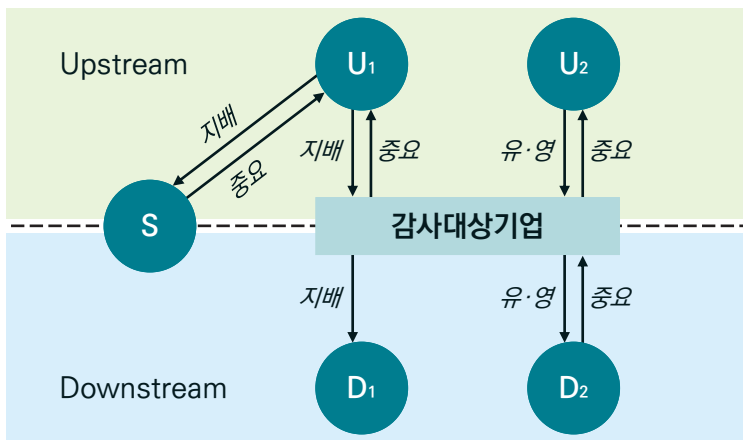 Upstream
U1
U2
지배
중요
지배
중요
유·영
중요
S
감사대상기업
지배
유·영
중요
Downstream
D1
D2